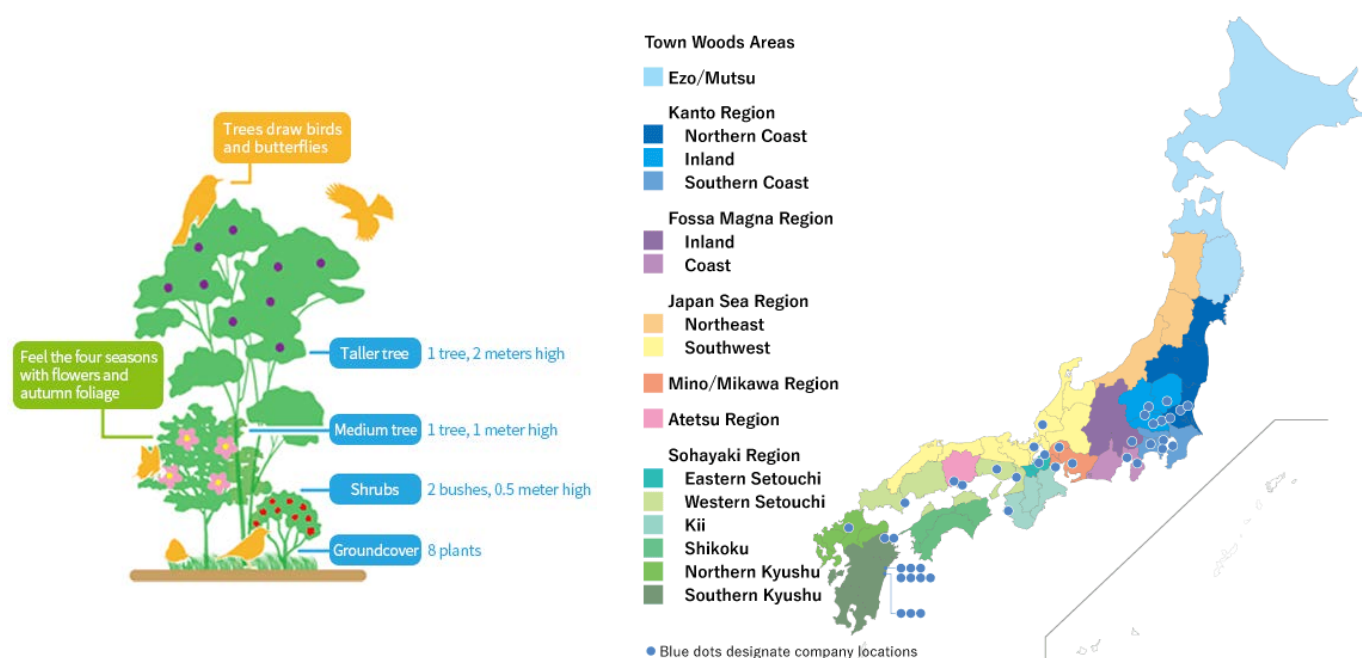 Trees draw birds
and butterflies
Feel the four seasons
with flowers and
autumn foliage
Taller tree 1 tree, 2 meters high
Medium tree 1 tree, 1 meter high
Shrubs 2 bushes, 0.5 meter high
Groundcover 8 plants
Town Woods Areas
Ezo/Mutsu
Kanto Region
Northern Coast
Inland
Southern Coast
Fossa Magna Region
Inland
Coast
Japan Sea Region
Northeast
Southwest
Mino/Mikawa Region
Atetsu Region
Sohayaki Region
Eastern Setouchi
Western Setouchi
Kii
Shikoku
Northern Kyushu
Southern Kyushu
Blue dots designate company locations